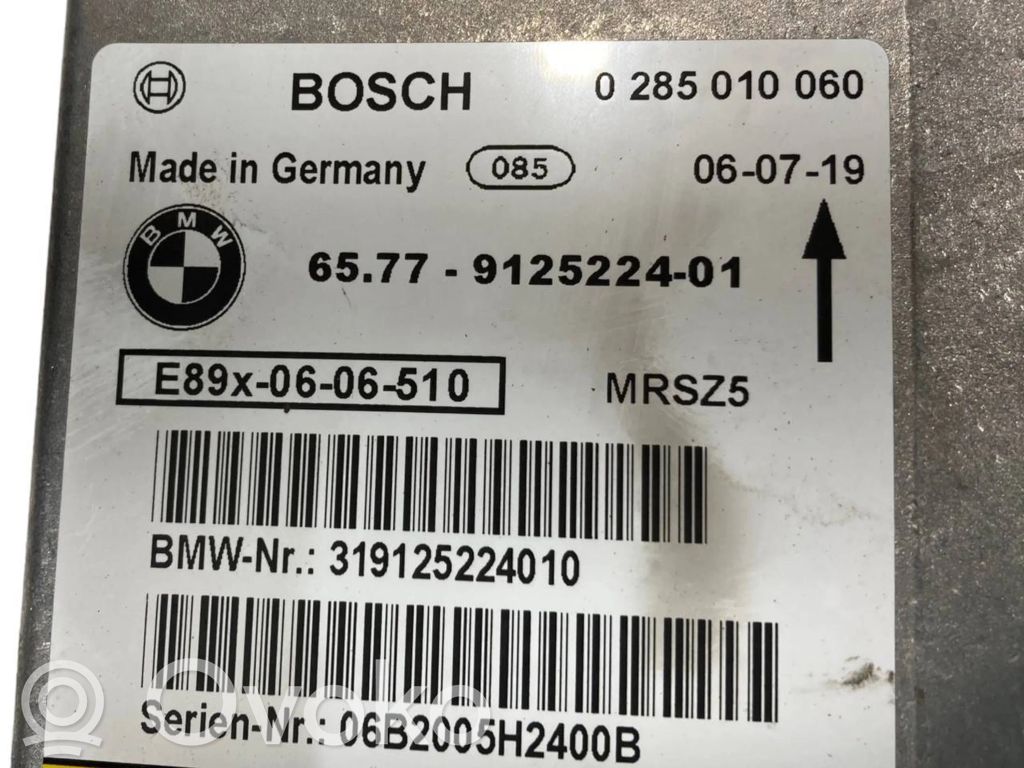 BOSCH 0 285 010 060
Made in Germany 085 06-07-19
BMW
65.77 - 9125224-01
E89x-06-06-510 MRSZ5
BMW-Nr.: 319125224010
Ovoko
Serien-Nr.: 06B2005H2400B